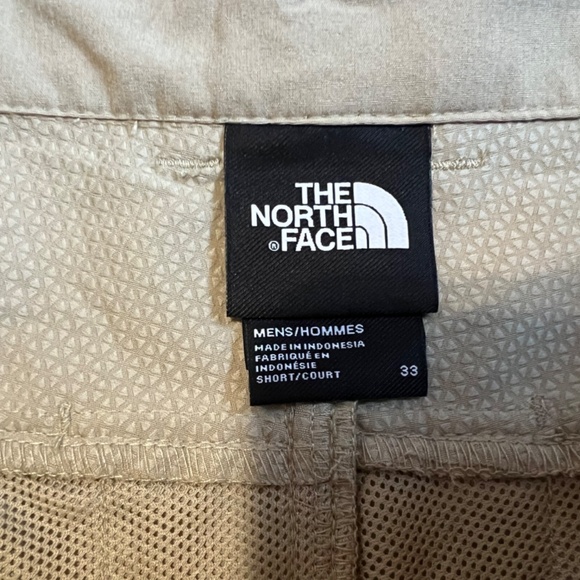 THE
NORTH
® FACE
MENS/HOMMES
MADE IN INDONESIA
FABRIQUÉ EN
INDONÉSIE
SHORT/COURT 33